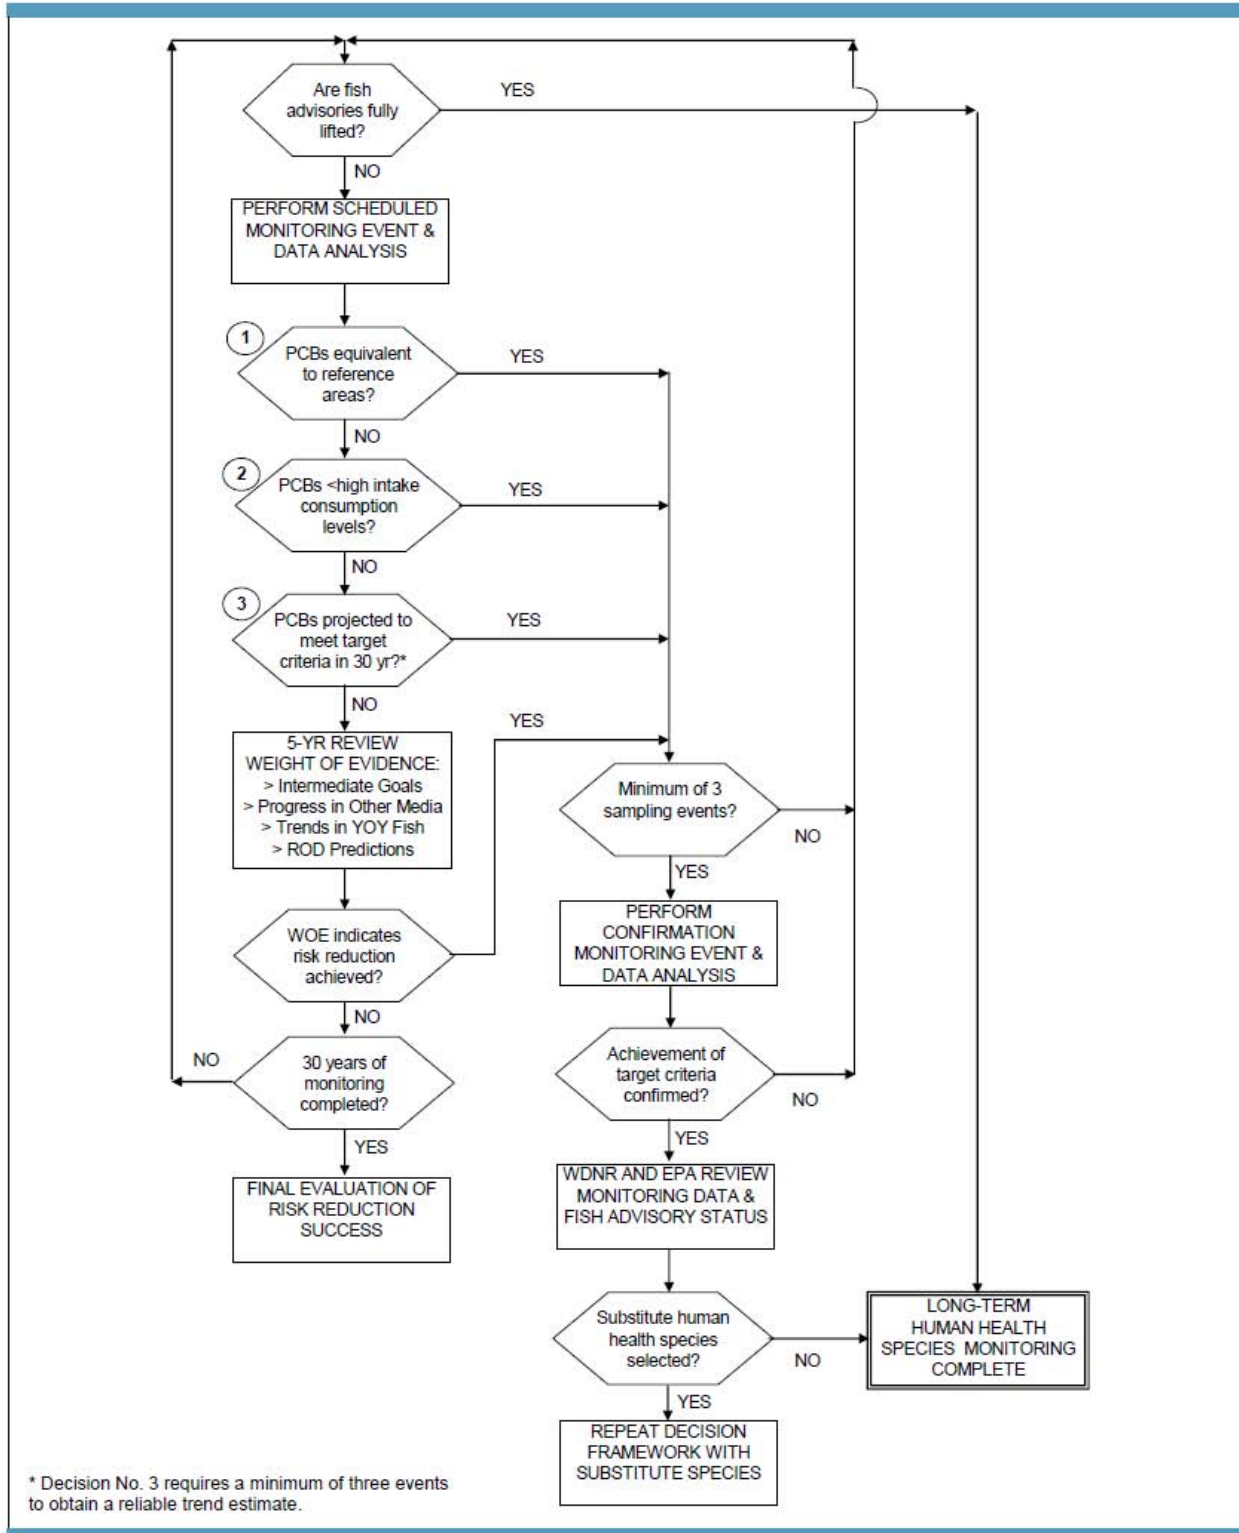 Are fish
advisories fully
lifted?
YES
NO
PERFORM SCHEDULED
MONITORING EVENT &
DATA ANALYSIS
1
PCBs equivalent
to reference
areas?
YES
NO
2
PCBs <high intake
consumption
levels?
YES
NO
3
PCBs projected to
meet target
criteria in 30 yr?*
YES
NO
5-YR REVIEW
WEIGHT OF EVIDENCE:
> Intermediate Goals
> Progress in Other Media
> Trends in YOY Fish
> ROD Predictions
YES
WOE indicates
risk reduction
achieved?
NO
30 years of
monitoring
completed?
NO
YES
FINAL EVALUATION OF
RISK REDUCTION
SUCCESS
Minimum of 3
sampling events?
NO
YES
PERFORM
CONFIRMATION
MONITORING EVENT &
DATA ANALYSIS
Achievement of
target criteria
confirmed?
NO
YES
WDNR AND EPA REVIEW
MONITORING DATA &
FISH ADVISORY STATUS
Substitute human
health species
selected?
NO
YES
REPEAT DECISION
FRAMEWORK WITH
SUBSTITUTE SPECIES
LONG-TERM
HUMAN HEALTH
SPECIES MONITORING
COMPLETE
* Decision No. 3 requires a minimum of three events
to obtain a reliable trend estimate.